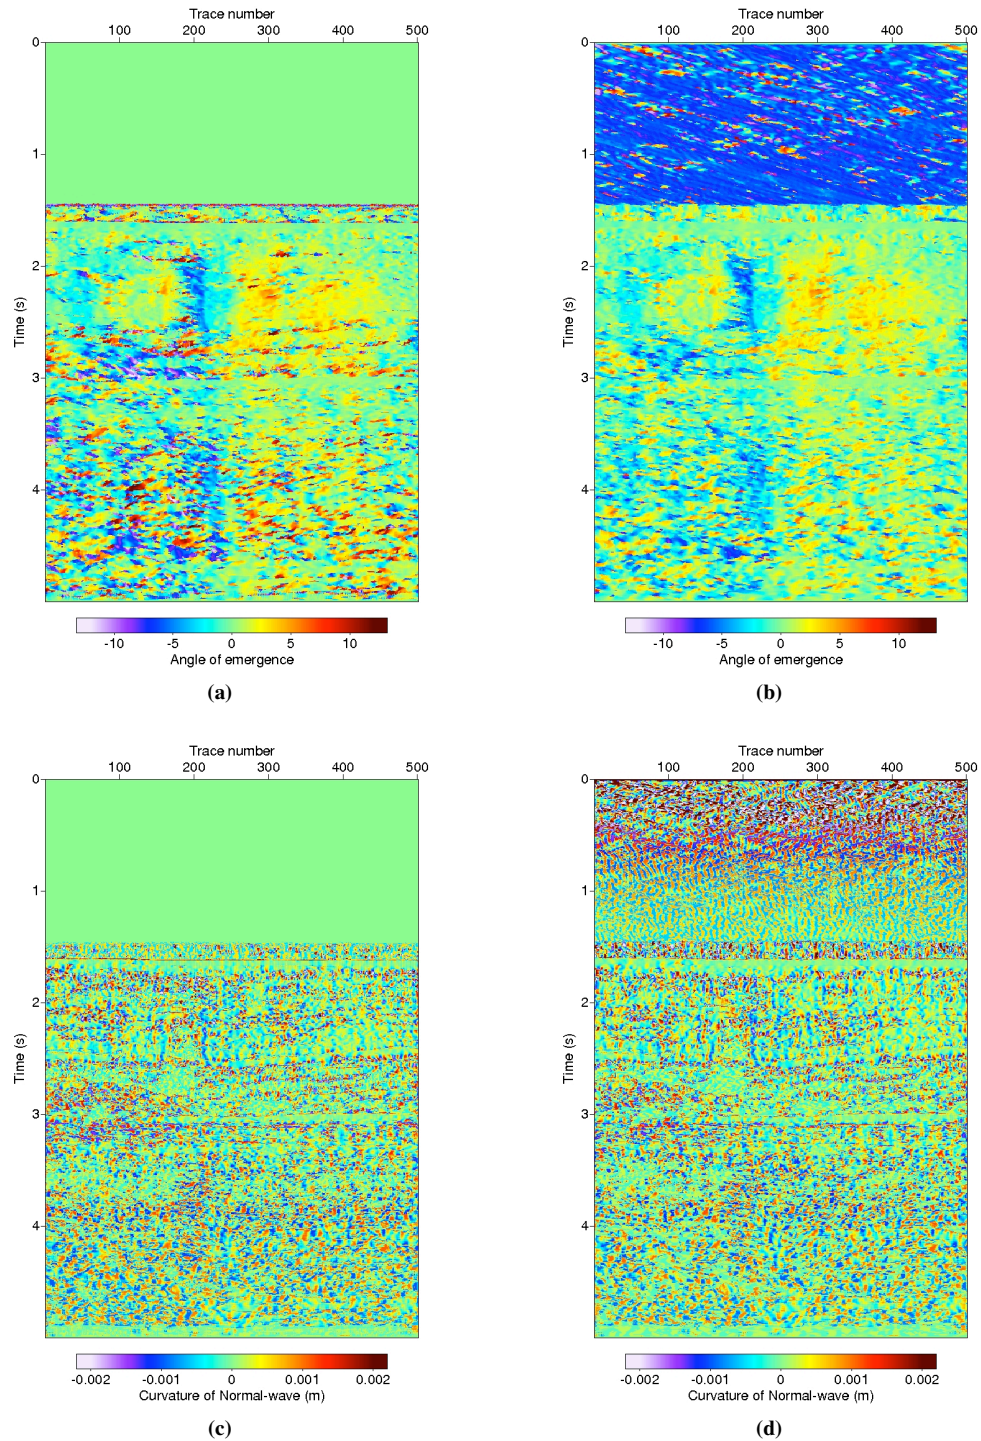 Trace number
100 200 300 400 500
0
1
2
3
4
Time (s)
-10 -5 0 5 10
Angle of emergence
(a)
Trace number
100 200 300 400 500
0
1
2
3
4
Time (s)
-10 -5 0 5 10
Angle of emergence
(b)
Trace number
100 200 300 400 500
0
1
2
3
4
Time (s)
-0.002 -0.001 0 0.001 0.002
Curvature of Normal-wave (m)
(c)
Trace number
100 200 300 400 500
0
1
2
3
4
Time (s)
-0.002 -0.001 0 0.001 0.002
Curvature of Normal-wave (m)
(d)